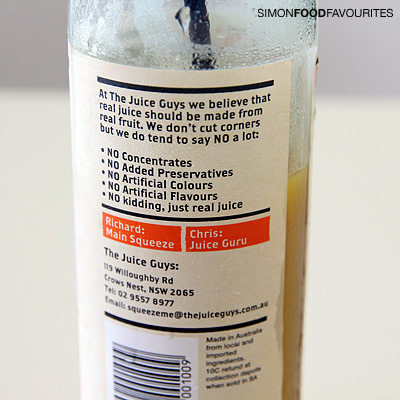 SIMONFOODFAVOURITES
At The Juice Guys we believe that
real juice should be made from
real fruit. We don't cut corners
but we do tend to say NO a lot:
• NO Concentrates
• NO Added Preservatives
• NO Artificial Colours
• NO Artificial Flavours
• NO kidding, just real juice
Richard:
Main Squeeze
Chris:
Juice Guru
The Juice Guys:
119 Willoughby Rd
Crows Nest, NSW 2065
Tel: 02 9557 8977
Email: squeezeme@thejuiceguys.com.au
Made in Australia
from local and
imported
ingredients.
10C refund at
collection depots
when sold in SA
001009